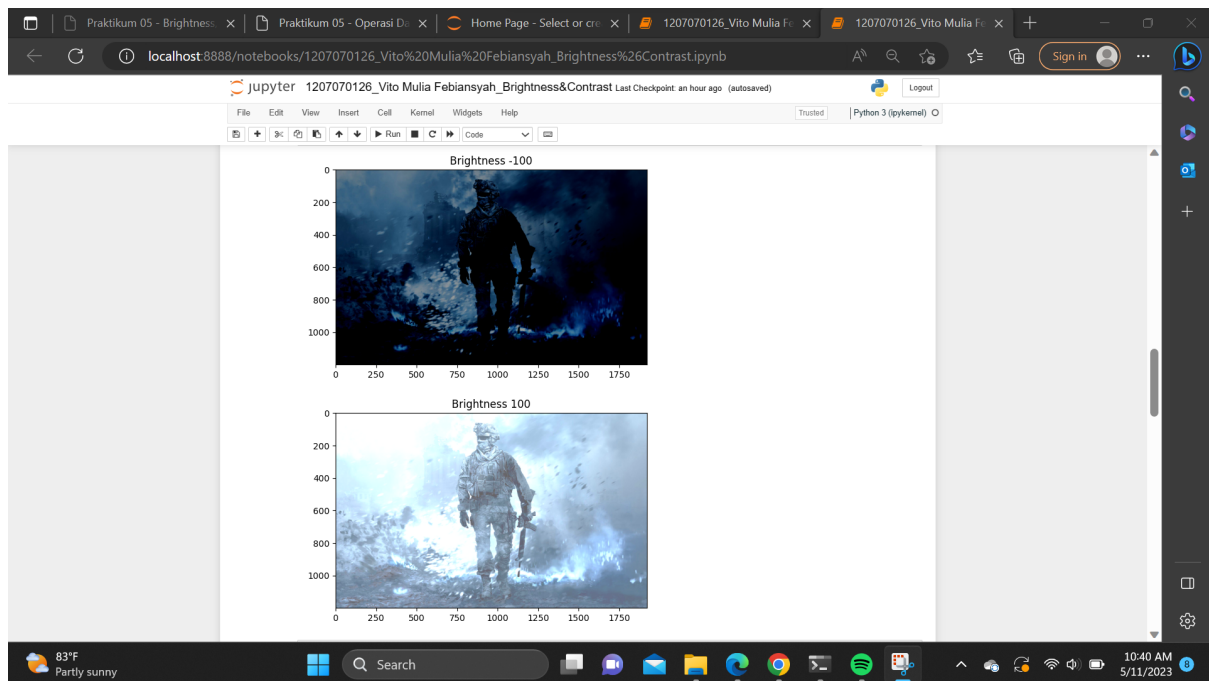 Praktikum 05 - Brightness
Praktikum 05 - Operasi Da
Home Page - Select or cre
1207070126_Vito Mulia Fe
1207070126_Vito Mulia Fe
localhost:8888/notebooks/1207070126_Vito%20Mulia%20Febiansyah_Brightness%26Contrast.ipynb
Sign in
jupyter 1207070126_Vito Mulia Febiansyah_Brightness&Contrast Last Checkpoint: an hour ago (autosaved)
Logout
File Edit View Insert Cell Kernel Widgets Help
Trusted
Python 3 (ipykernel)
Run
Code
Brightness -100
0
200
400
600
800
1000
0 250 500 750 1000 1250 1500 1750
Brightness 100
0
200
400
600
800
1000
0 250 500 750 1000 1250 1500 1750
83°F
Partly sunny
Search
10:40 AM
5/11/2023
8